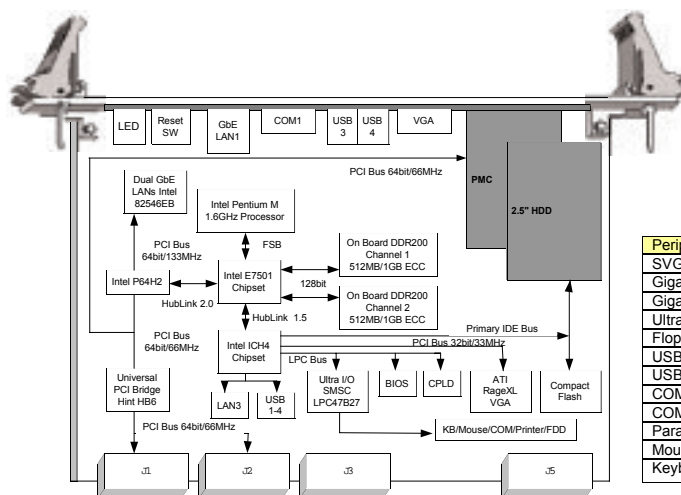 LED
Reset
SW
GbE
LAN1
COM1
USB
3
USB
4
VGA
PCI Bus 64bit/66MHz
PMC
2.5" HDD
Dual GbE
LANs Intel
82546EB
Intel Pentium M
1.6GHz Processor
PCI Bus
64bit/133MHz
FSB
On Board DDR200
Channel 1
512MB/1GB ECC
Intel P64H2
Intel E7501
Chipset
128bit
HubLink 2.0
On Board DDR200
Channel 2
512MB/1GB ECC
HubLink 1.5
PCI Bus
64bit/66MHz
Intel ICH4
Chipset
Primary IDE Bus
PCI Bus 32bit/33MHz
LPC Bus
Universal
PCI Bridge
Hint HB6
LAN3
USB
1-4
Ultra I/O
SMSC
LPC47B27
BIOS
CPLD
ATI
RageXL
VGA
Compact
Flash
PCI Bus 64bit/66MHz
KB/Mouse/COM/Printer/FDD
J1
J2
J3
J5
Perip
SVG
Giga
Giga
Ultra
Flop
USB
USB
COM
COM
Para
Mou
Keyb